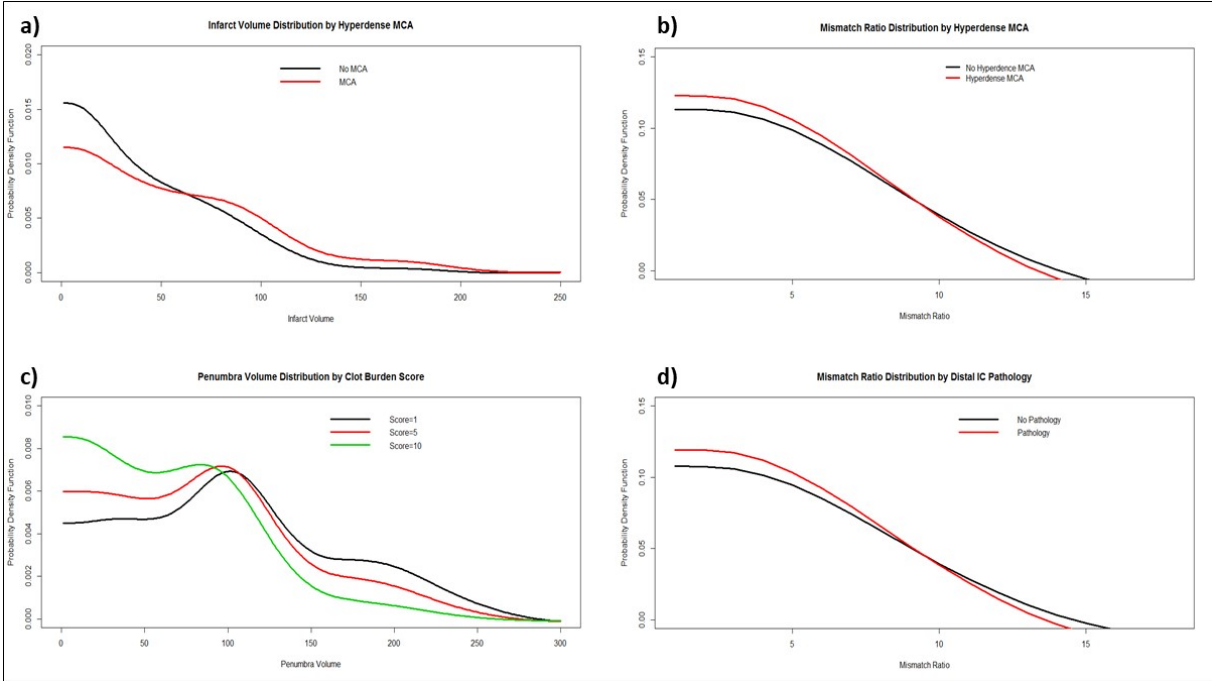 a)
Infarct Volume Distribution by Hyperdense MCA
Probability Density Function
0.020
0.015
0.010
0.005
0.000
No MCA
MCA
0 50 100 150 200 250
Infarct Volume
b)
Mismatch Ratio Distribution by Hyperdense MCA
Probability Density Function
0.15
0.10
0.05
0.00
No Hyperdence MCA
Hyperdense MCA
5 10 15
Mismatch Ratio
c)
Penumbra Volume Distribution by Clot Burden Score
Probability Density Function
0.010
0.008
0.006
0.004
0.002
0.000
Score=1
Score=5
Score=10
0 50 100 150 200 250 300
Penumbra Volume
d)
Mismatch Ratio Distribution by Distal IC Pathology
Probability Density Function
0.15
0.10
0.05
0.00
No Pathology
Pathology
5 10 15
Mismatch Ratio